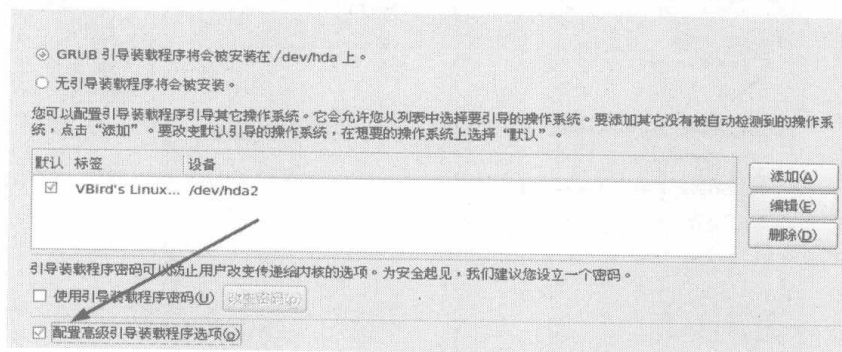 GRUB 引导装载程序将会被安装在 /dev/hda 上。
无引导装载程序将会被安装。
您可以配置引导装载程序引导其它操作系统。它会允许您从列表中选择要引导的操作系统。要添加其它没有被自动检测到的操作系
统,点击“添加”。要改变默认引导的操作系统,在想要的操作系统上选择“默认”。
默认 标签 设备
VBird's Linux... /dev/hda2
添加(A)
编辑(E)
删除(D)
引导装载程序密码可以防止用户改变传递给内核的选项。为安全起见,我们建议您设立一个密码。
使用引导装载程序密码(U) 改变密码(p)
配置高级引导装载程序选项(o)